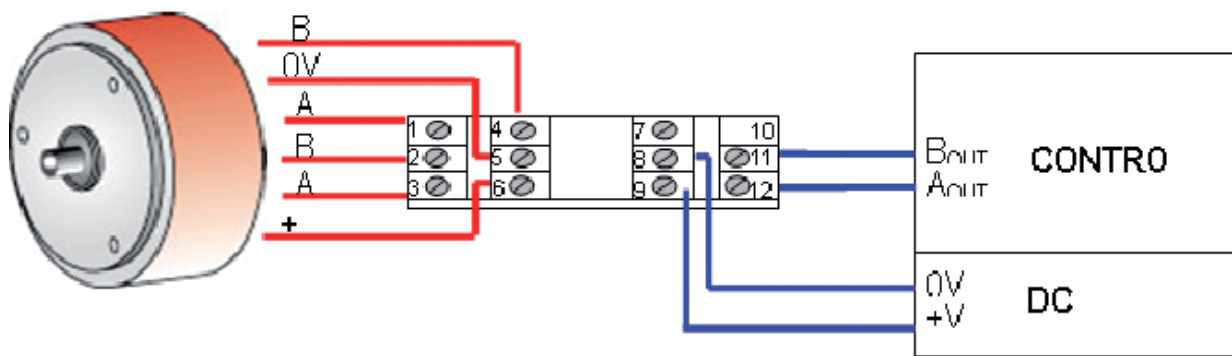 B
0V
A
B
A
+
1 4 7 10
2 5 8 11
3 6 9 12
BOUT
AOUT
CONTRO
0V
+V
DC